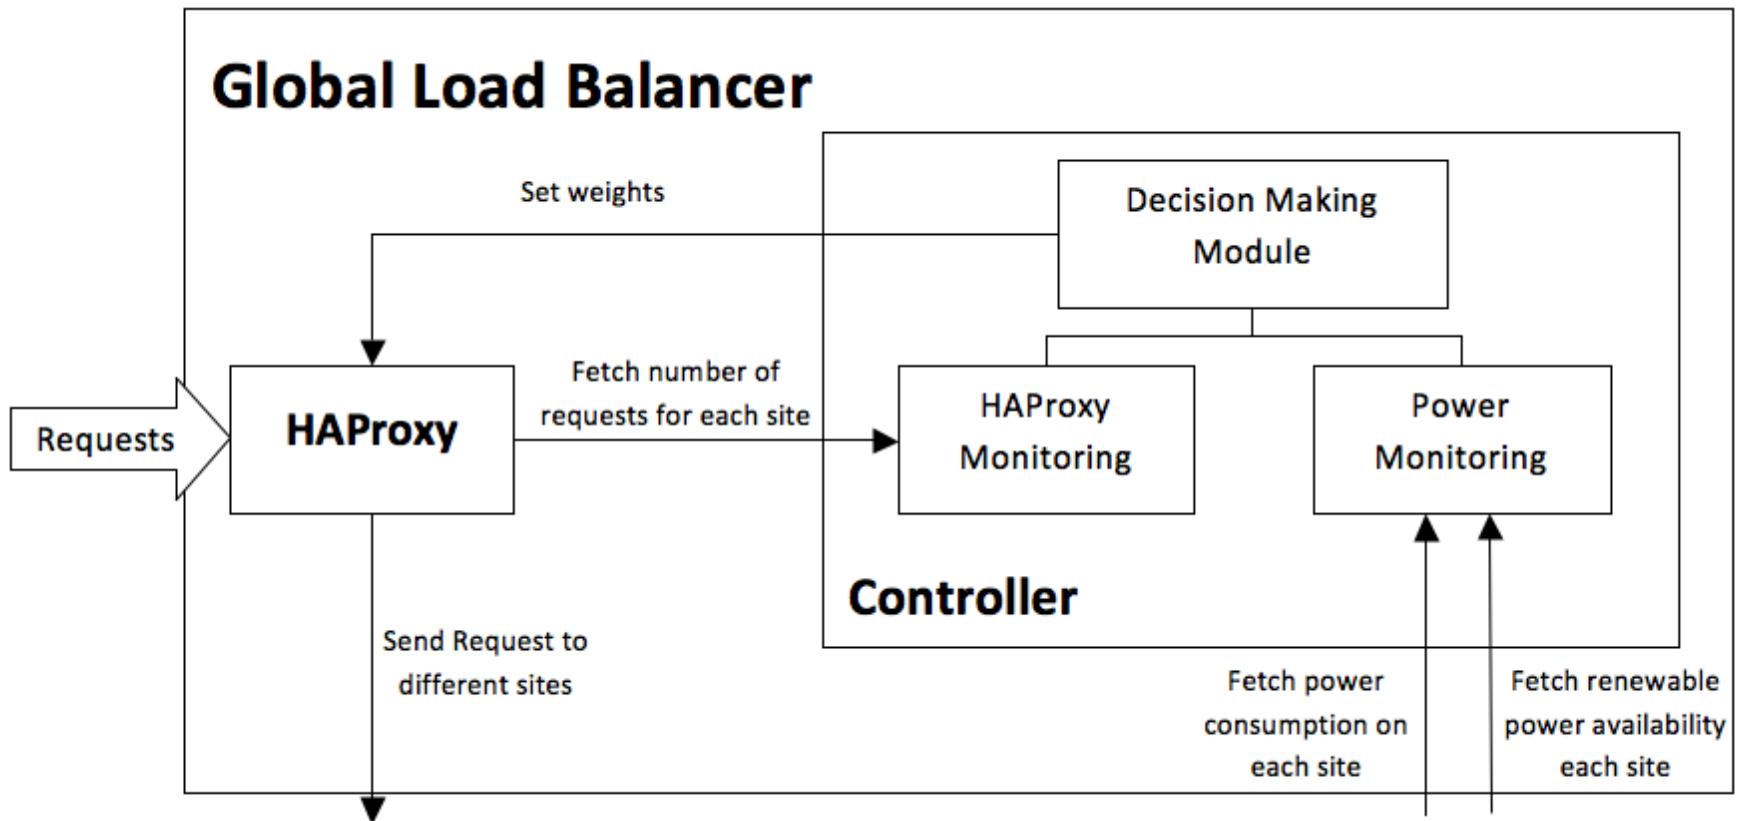 Global Load Balancer
Set weights
Decision Making
Module
Fetch number of
requests for each site
Requests
HAProxy
HAProxy
Monitoring
Power
Monitoring
Controller
Send Request to
different sites
Fetch power
consumption on
each site
Fetch renewable
power availability
each site